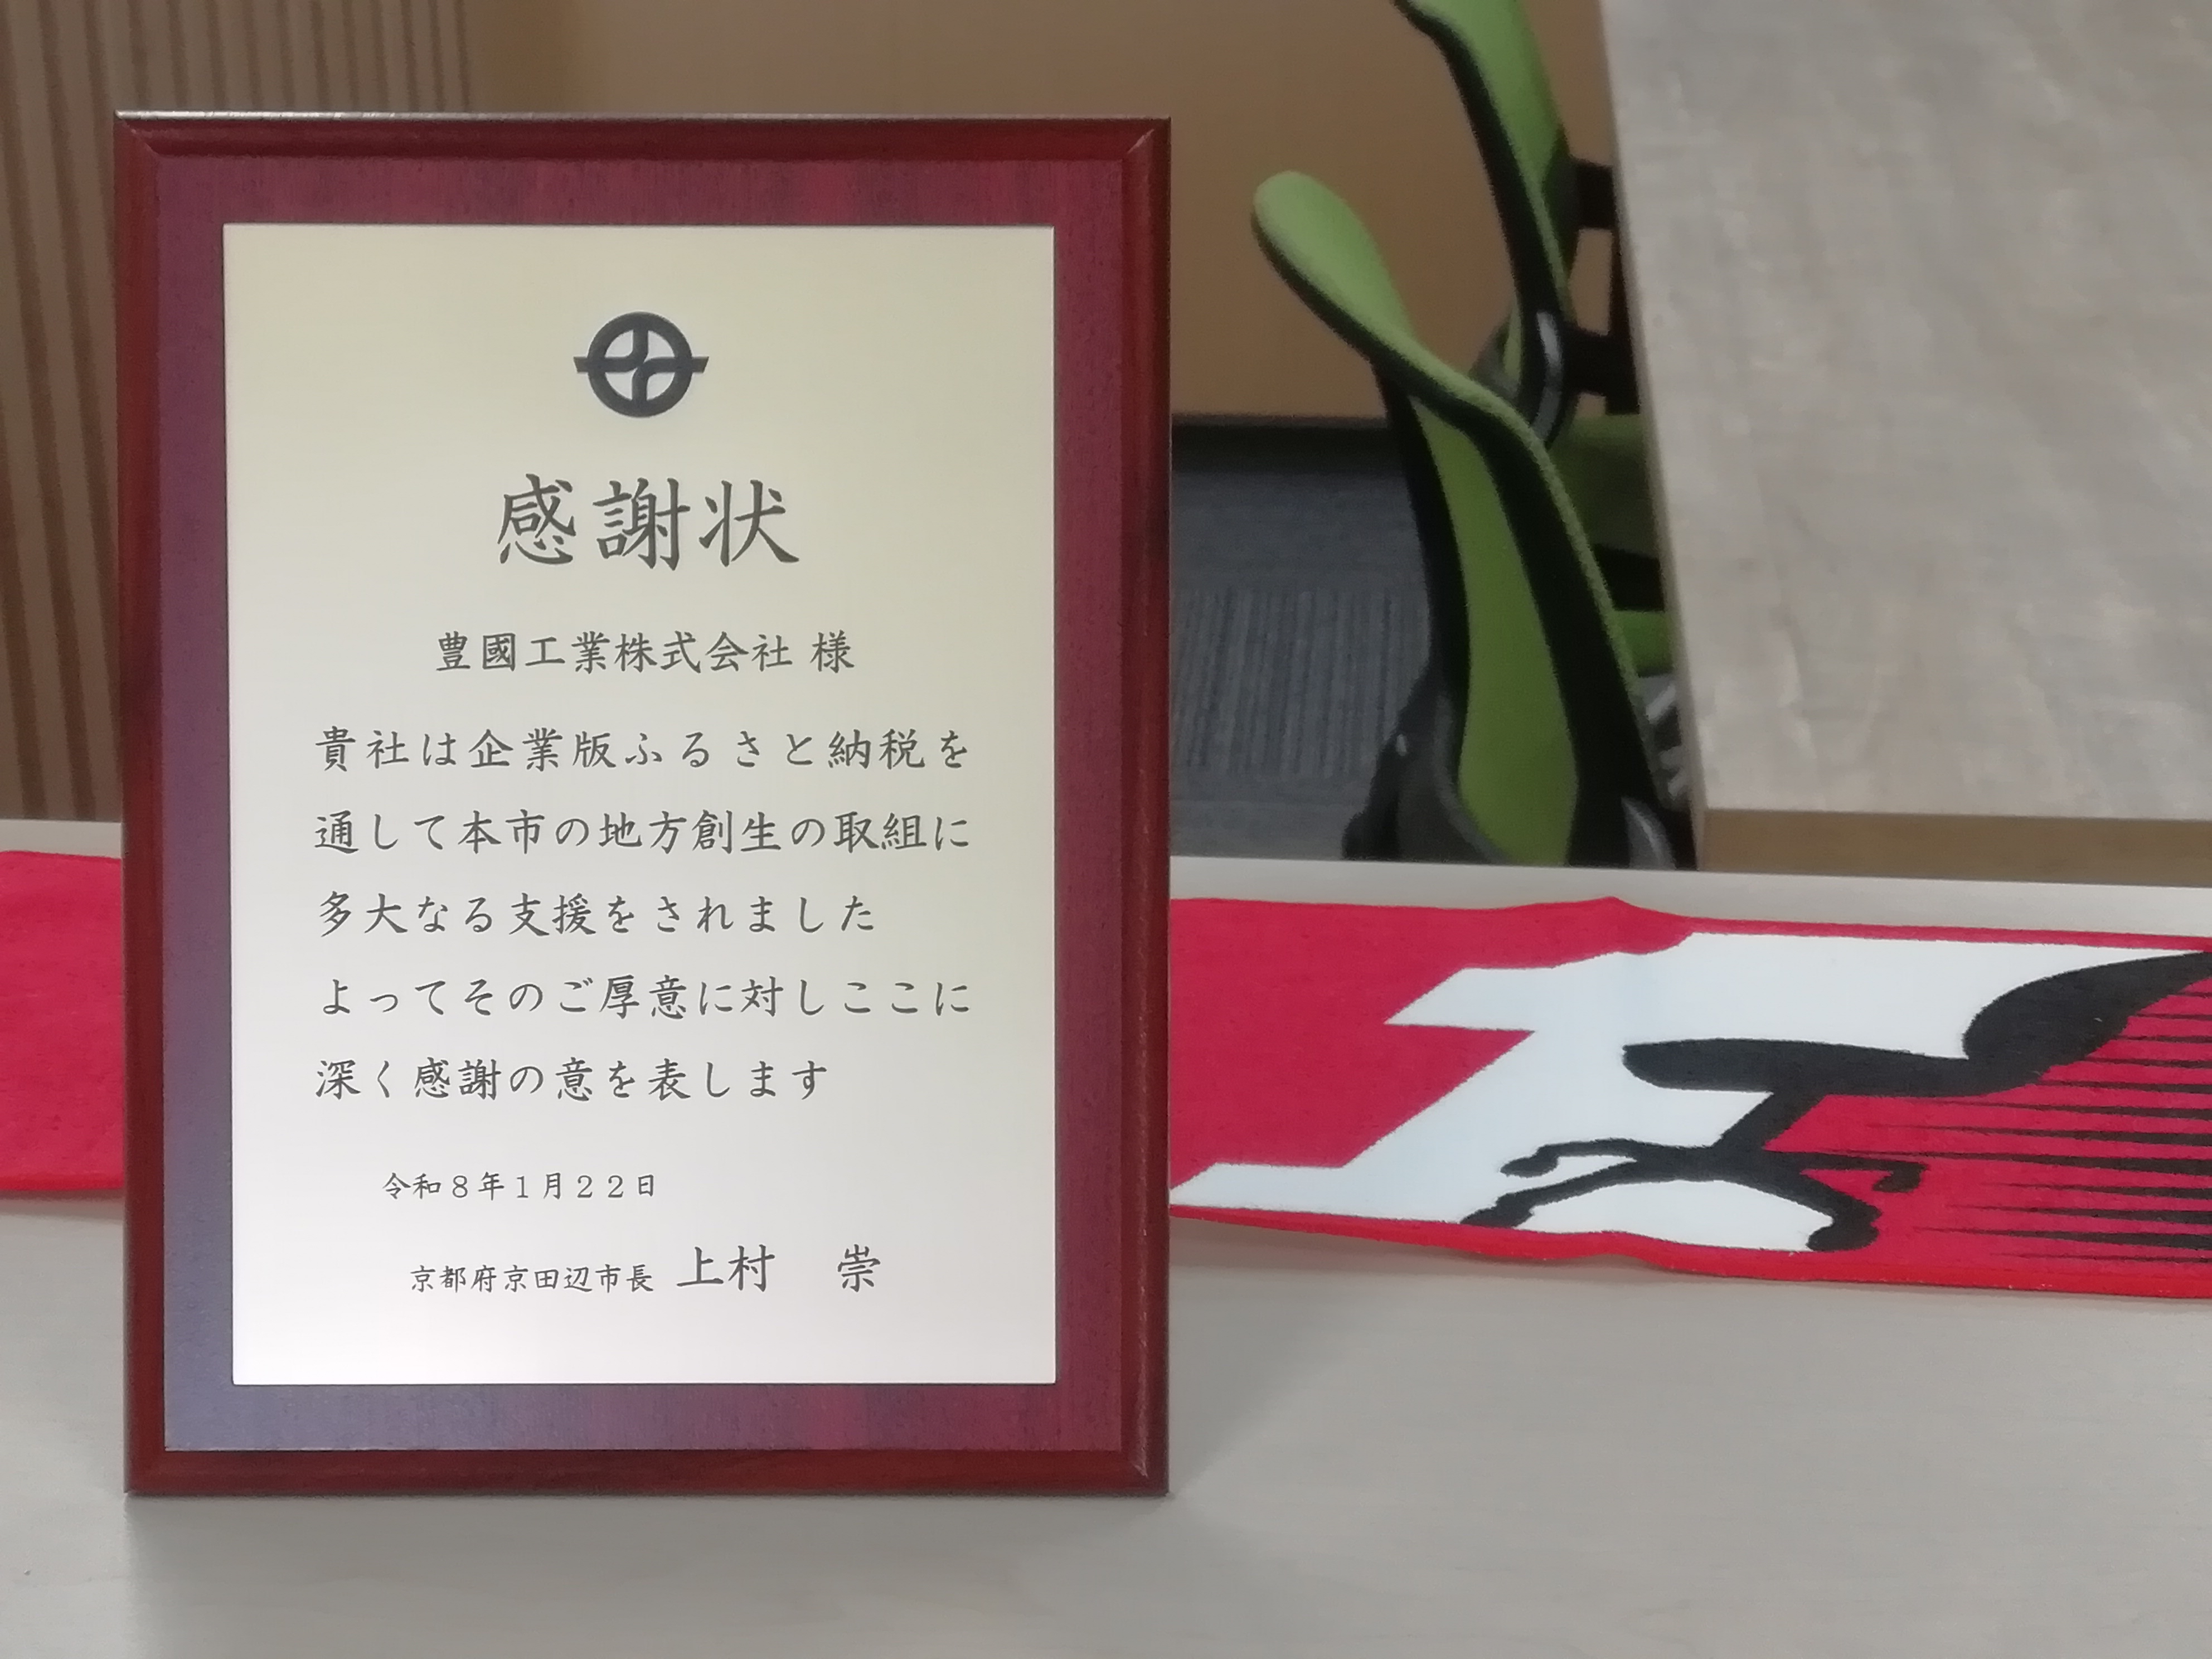 感謝状
豊國工業株式会社 様
貴社は企業版ふるさと納税を
通して本市の地方創生の取組に
多大なる支援をされました
よってそのご厚意に対しここに
深く感謝の意を表します
令和８年１月２２日
京都府京田辺市長 上村　崇